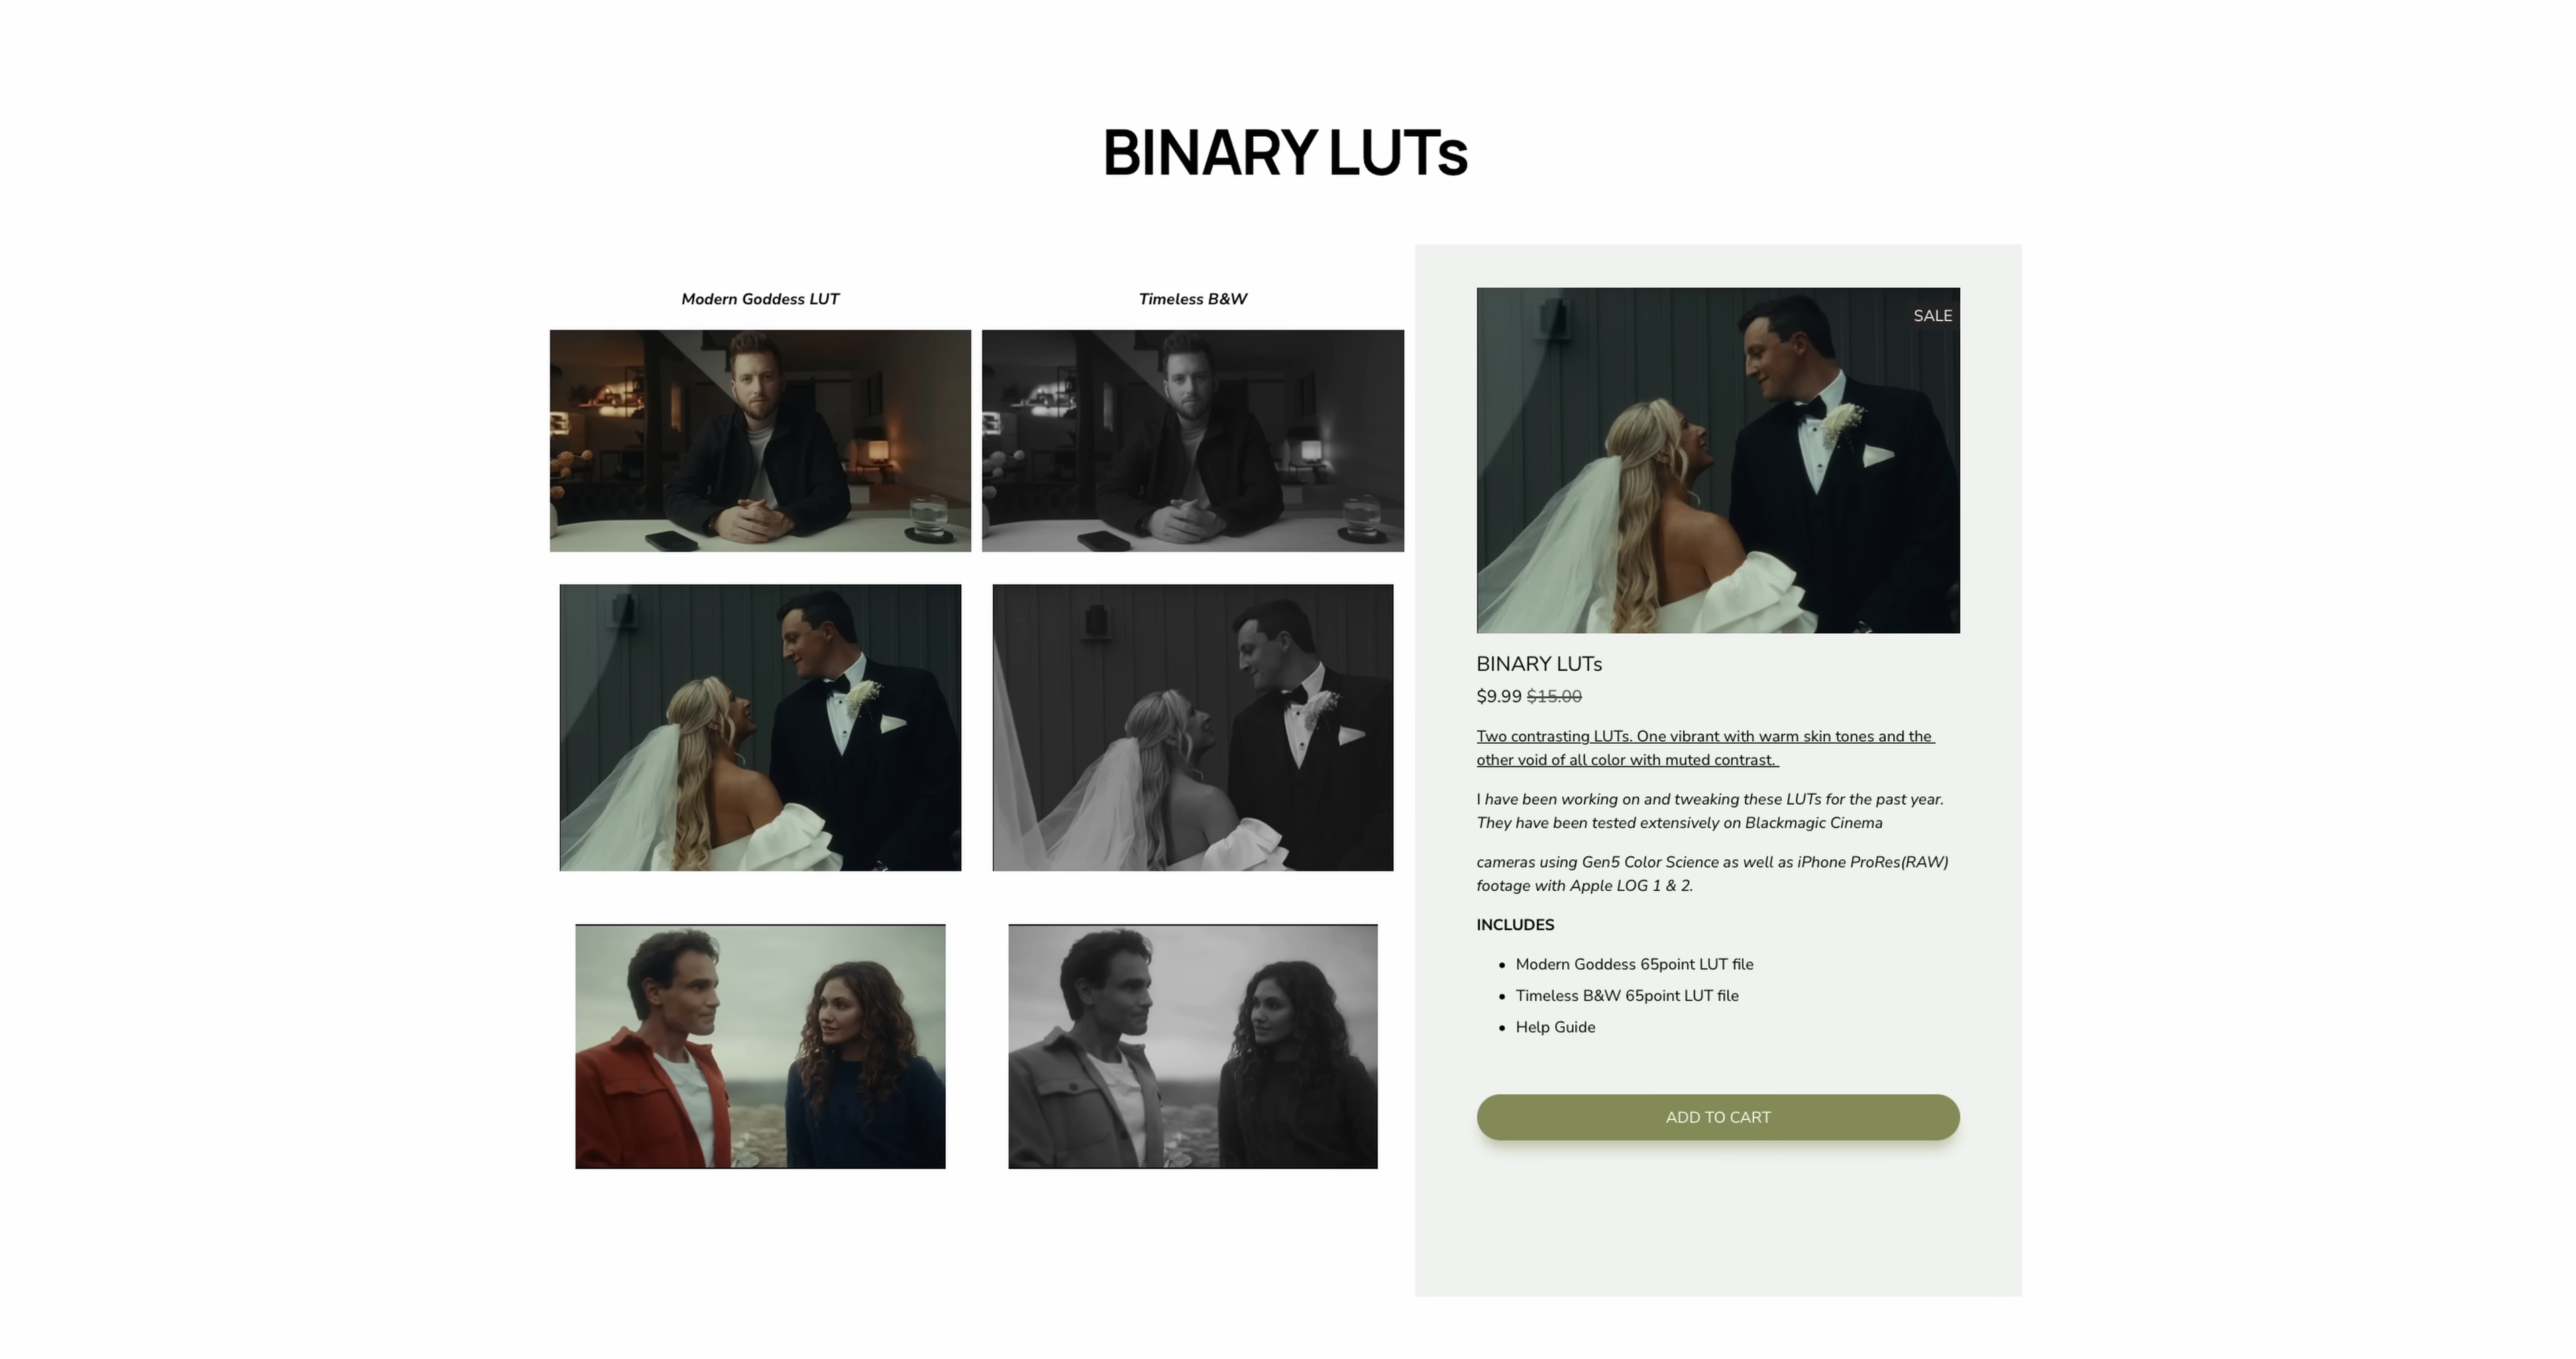 BINARY LUTs
Modern Goddess LUT
Timeless B&W
SALE
BINARY LUTs
$9.99 $15.00
Two contrasting LUTs. One vibrant with warm skin tones and the
other void of all color with muted contrast.
I have been working on and tweaking these LUTs for the past year.
They have been tested extensively on Blackmagic Cinema
cameras using Gen5 Color Science as well as iPhone ProRes(RAW)
footage with Apple LOG 1 & 2.
INCLUDES
• Modern Goddess 65point LUT file
• Timeless B&W 65point LUT file
• Help Guide
ADD TO CART